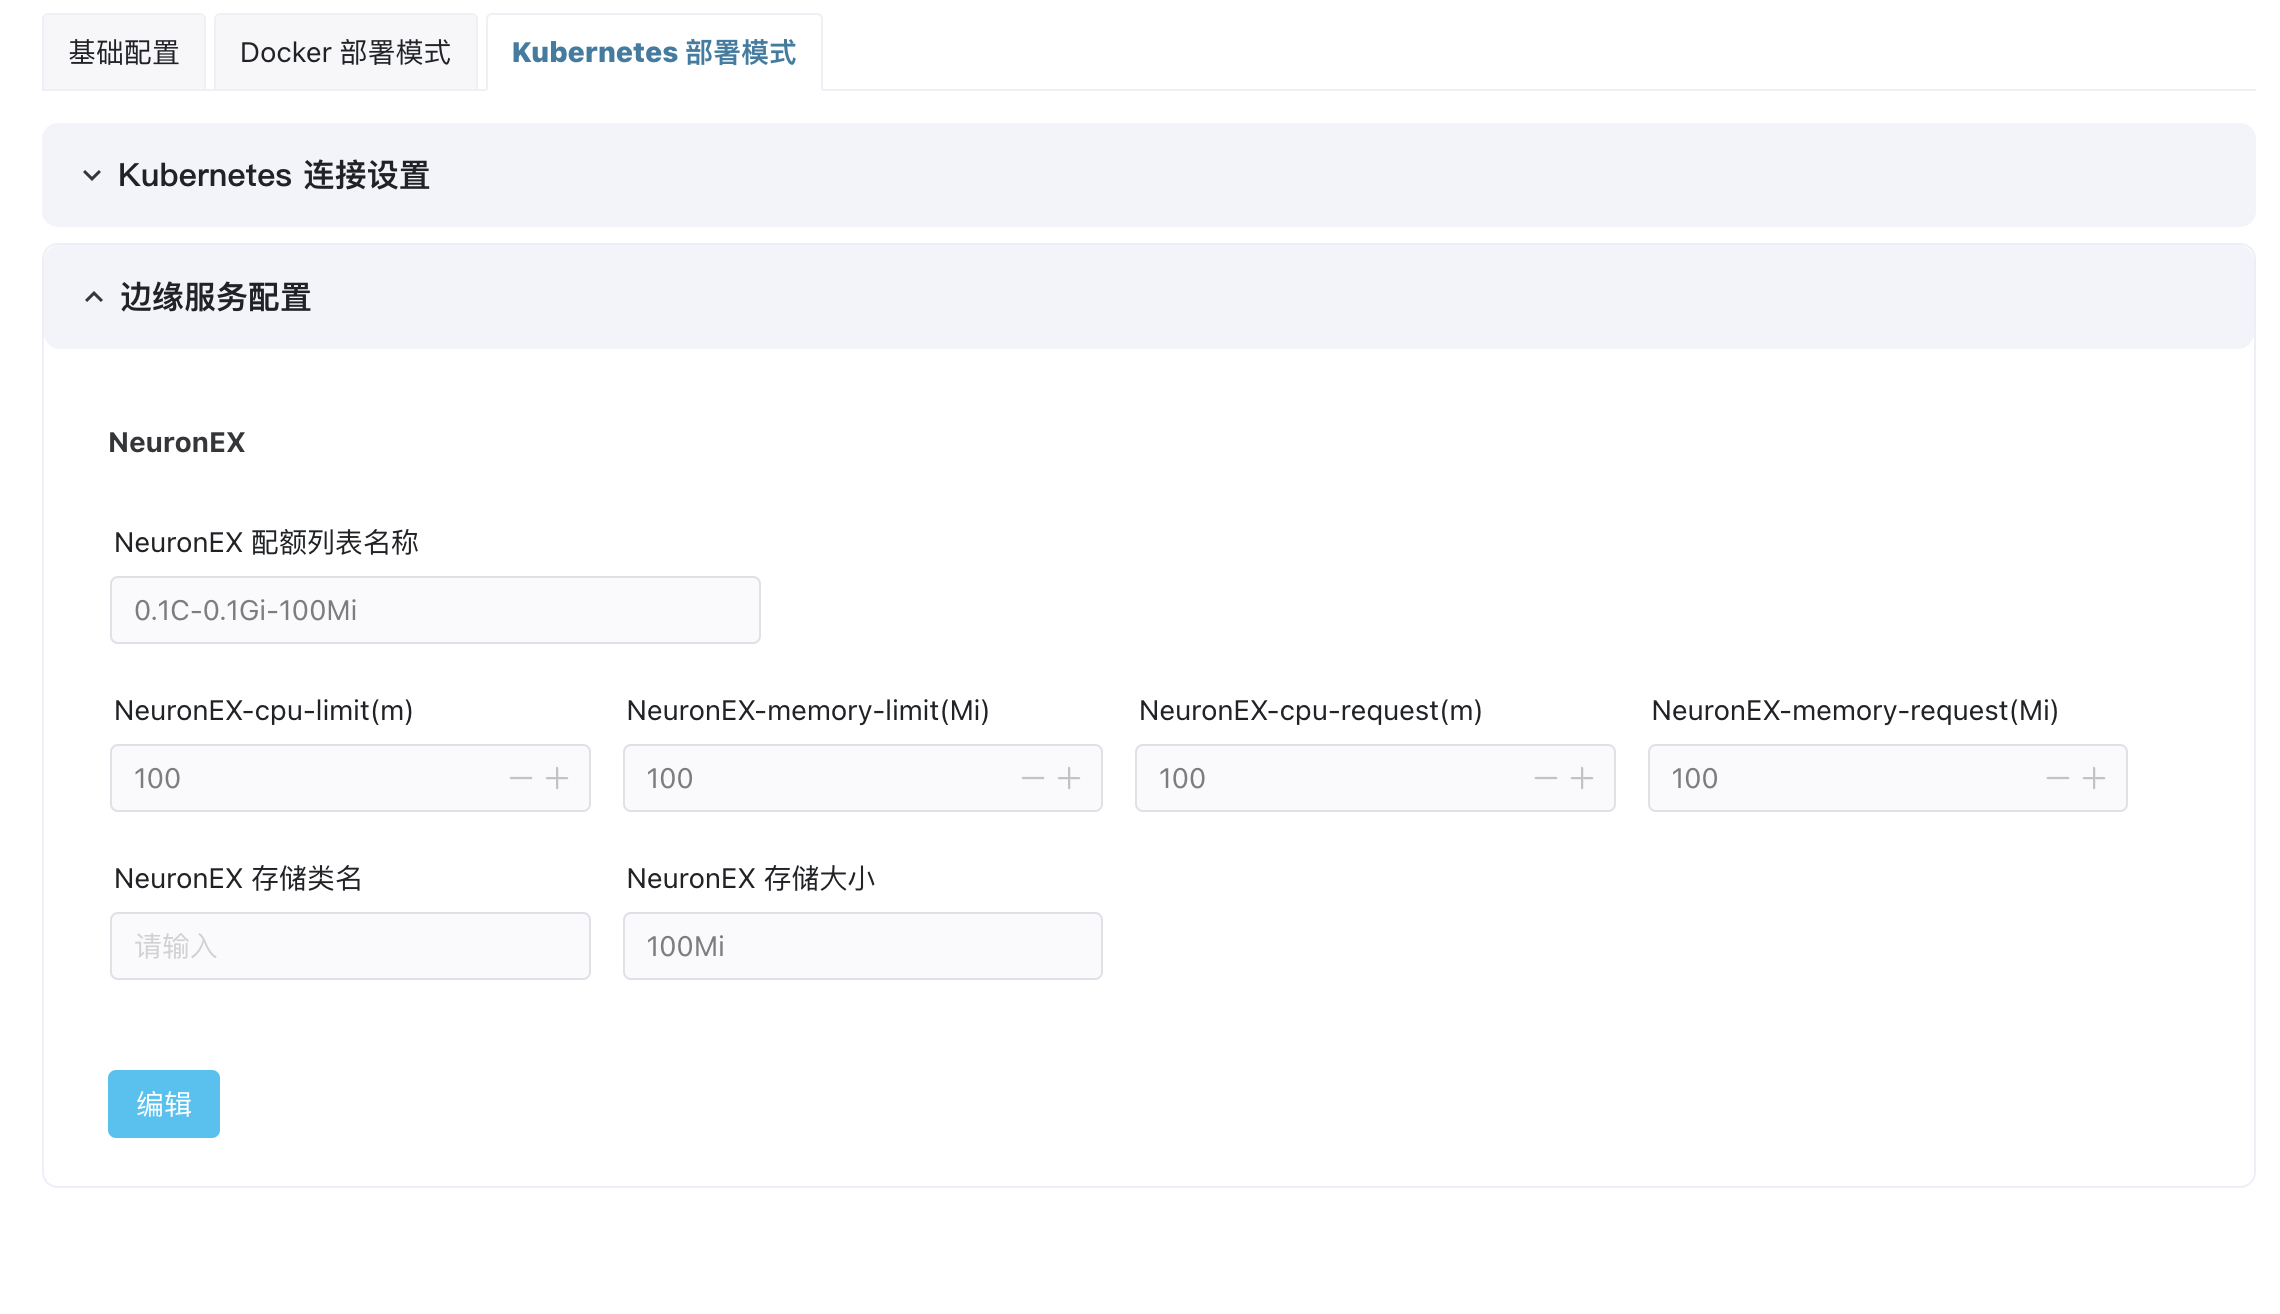 基础配置 Docker 部署模式 Kubernetes 部署模式
Kubernetes 连接设置
边缘服务配置
NeuronEX
NeuronEX 配额列表名称
0.1C-0.1Gi-100Mi
NeuronEX-cpu-limit(m) NeuronEX-memory-limit(Mi) NeuronEX-cpu-request(m) NeuronEX-memory-request(Mi)
100 100 100 100
NeuronEX 存储类名 NeuronEX 存储大小
请输入 100Mi
编辑